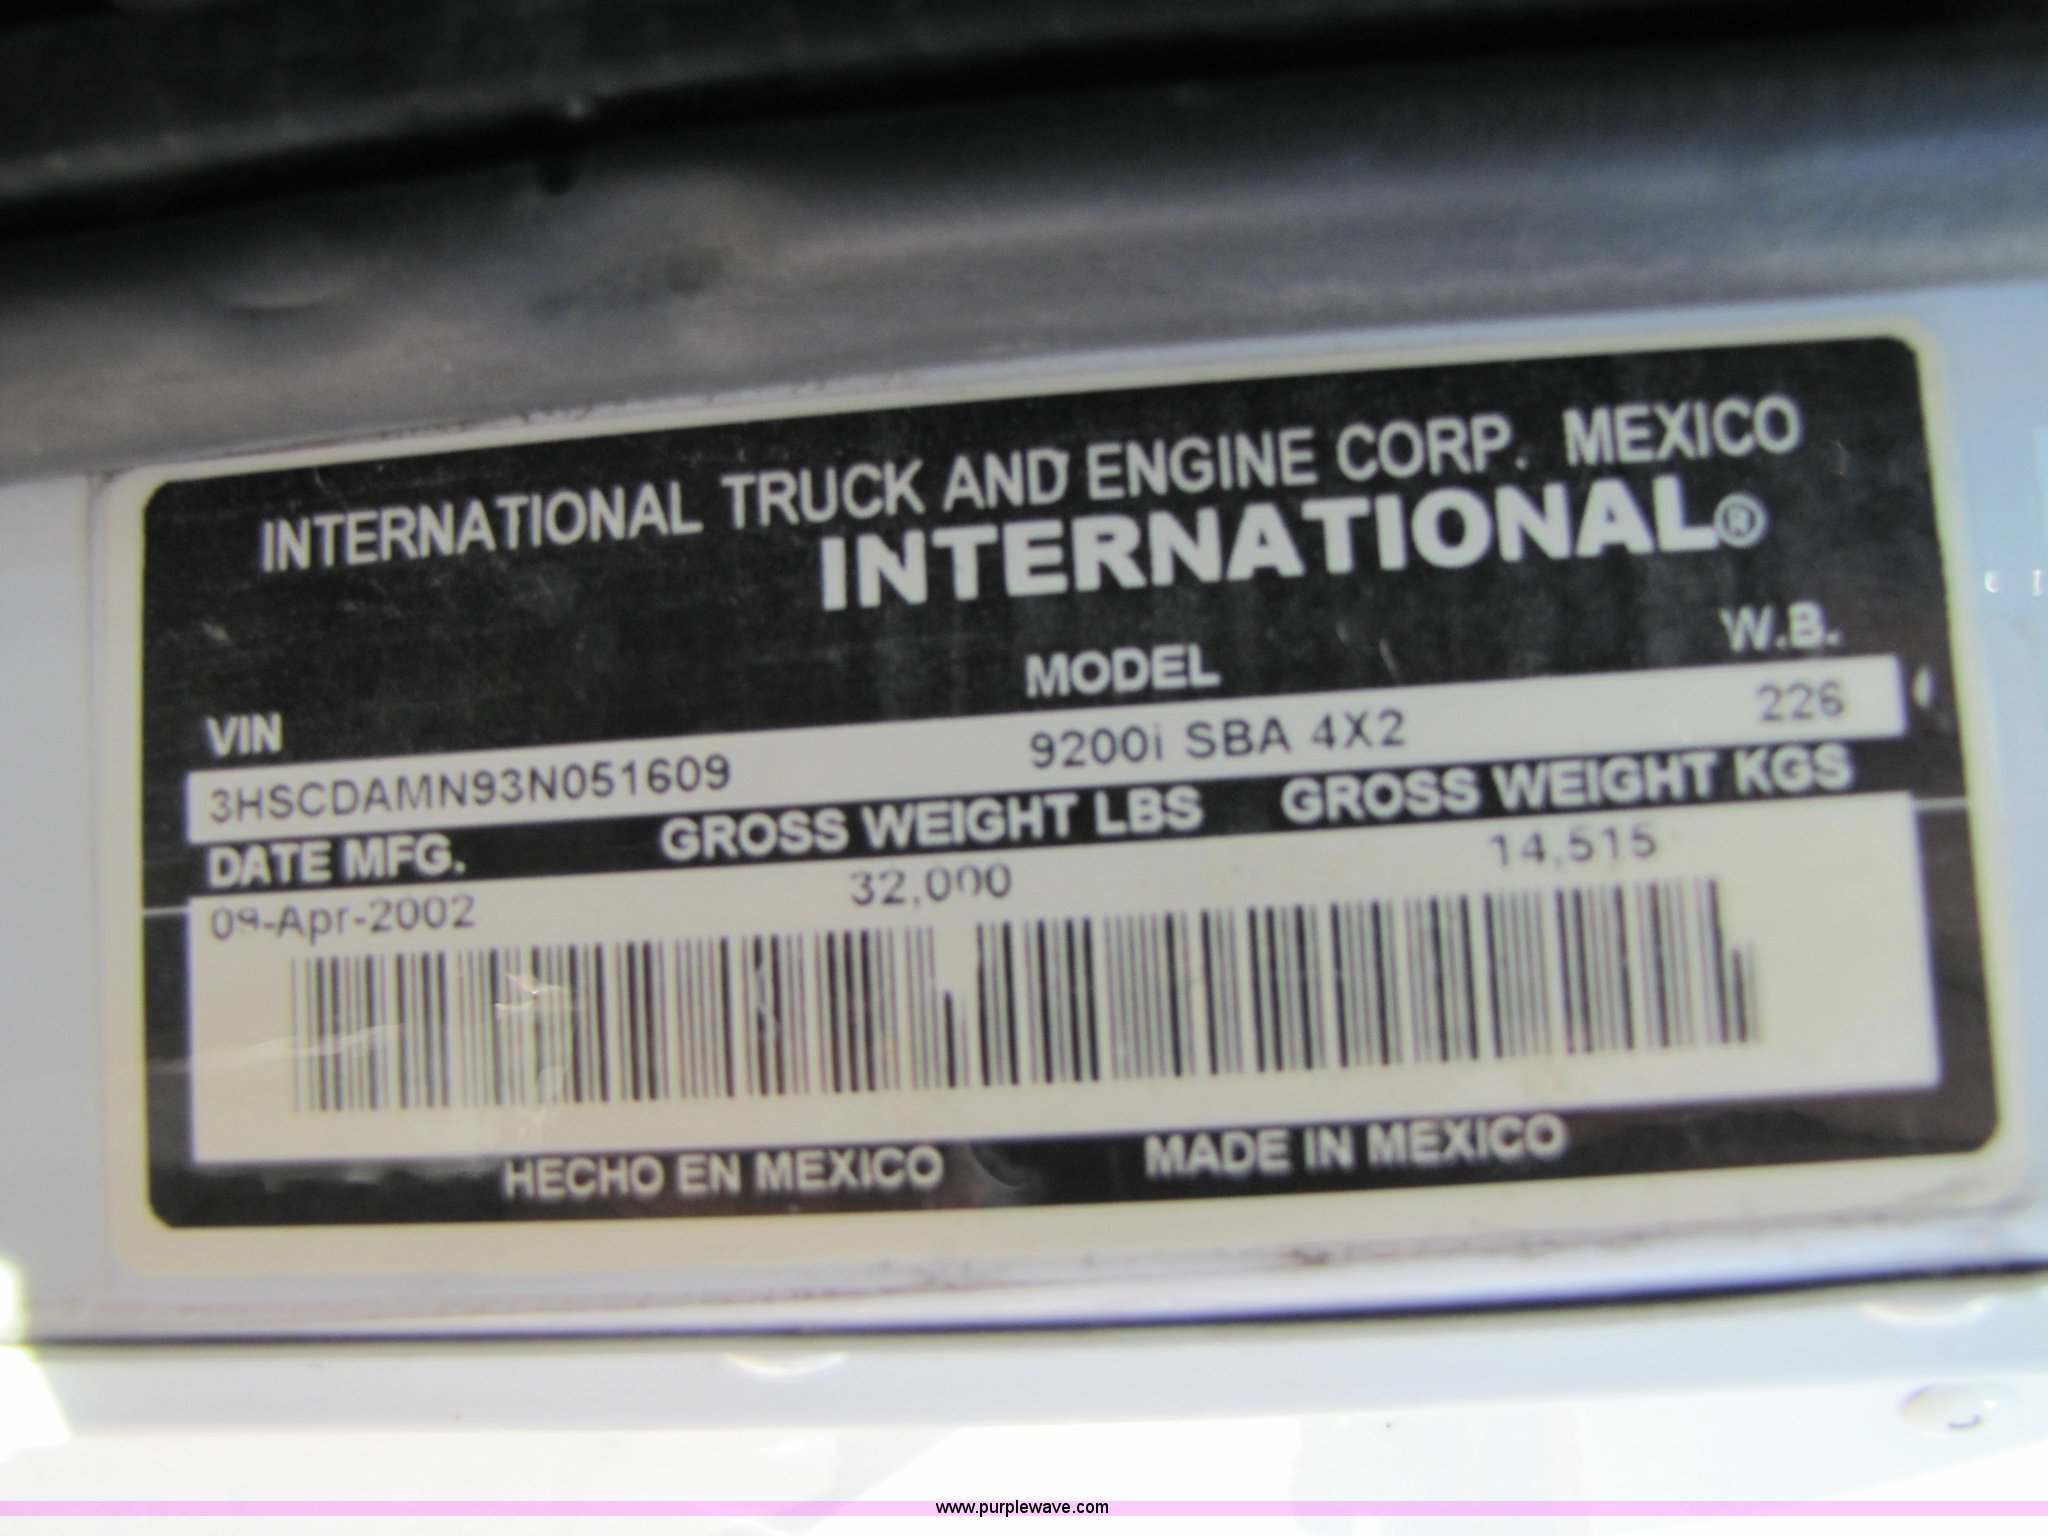 INTERNATIONAL TRUCK AND ENGINE CORP. MEXICO
INTERNATIONAL®
VIN MODEL W.B.
3HSCDAMN93N051609 9200i SBA 4X2 226
DATE MFG. GROSS WEIGHT LBS GROSS WEIGHT KGS
09-Apr-2002 32,000 14,515
HECHO EN MEXICO MADE IN MEXICO
www.purplewave.com